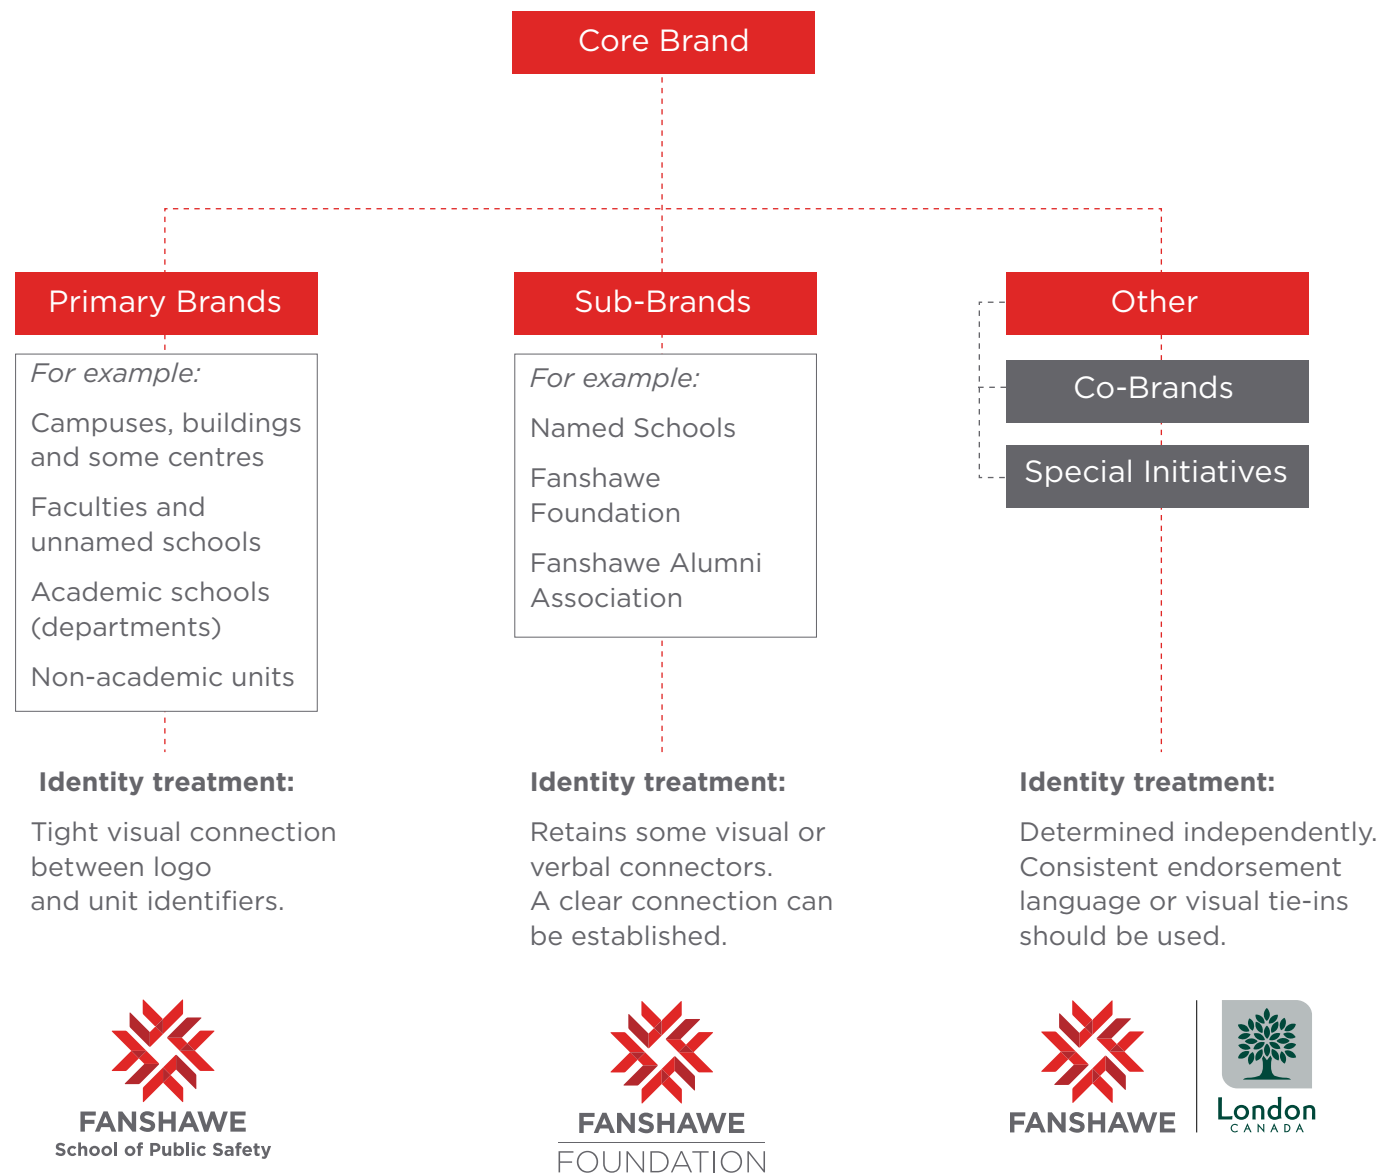 Core Brand
Primary Brands
For example:
Campuses, buildings
and some centres
Faculties and
unnamed schools
Academic schools
(departments)
Non-academic units
Identity treatment:
Tight visual connection
between logo
and unit identifiers.
FANSHAWE
School of Public Safety
Sub-Brands
For example:
Named Schools
Fanshawe
Foundation
Fanshawe Alumni
Association
Identity treatment:
Retains some visual or
verbal connectors.
A clear connection can
be established.
FANSHAWE
FOUNDATION
Other
Co-Brands
Special Initiatives
Identity treatment:
Determined independently.
Consistent endorsement
language or visual tie-ins
should be used.
FANSHAWE
London
CANADA